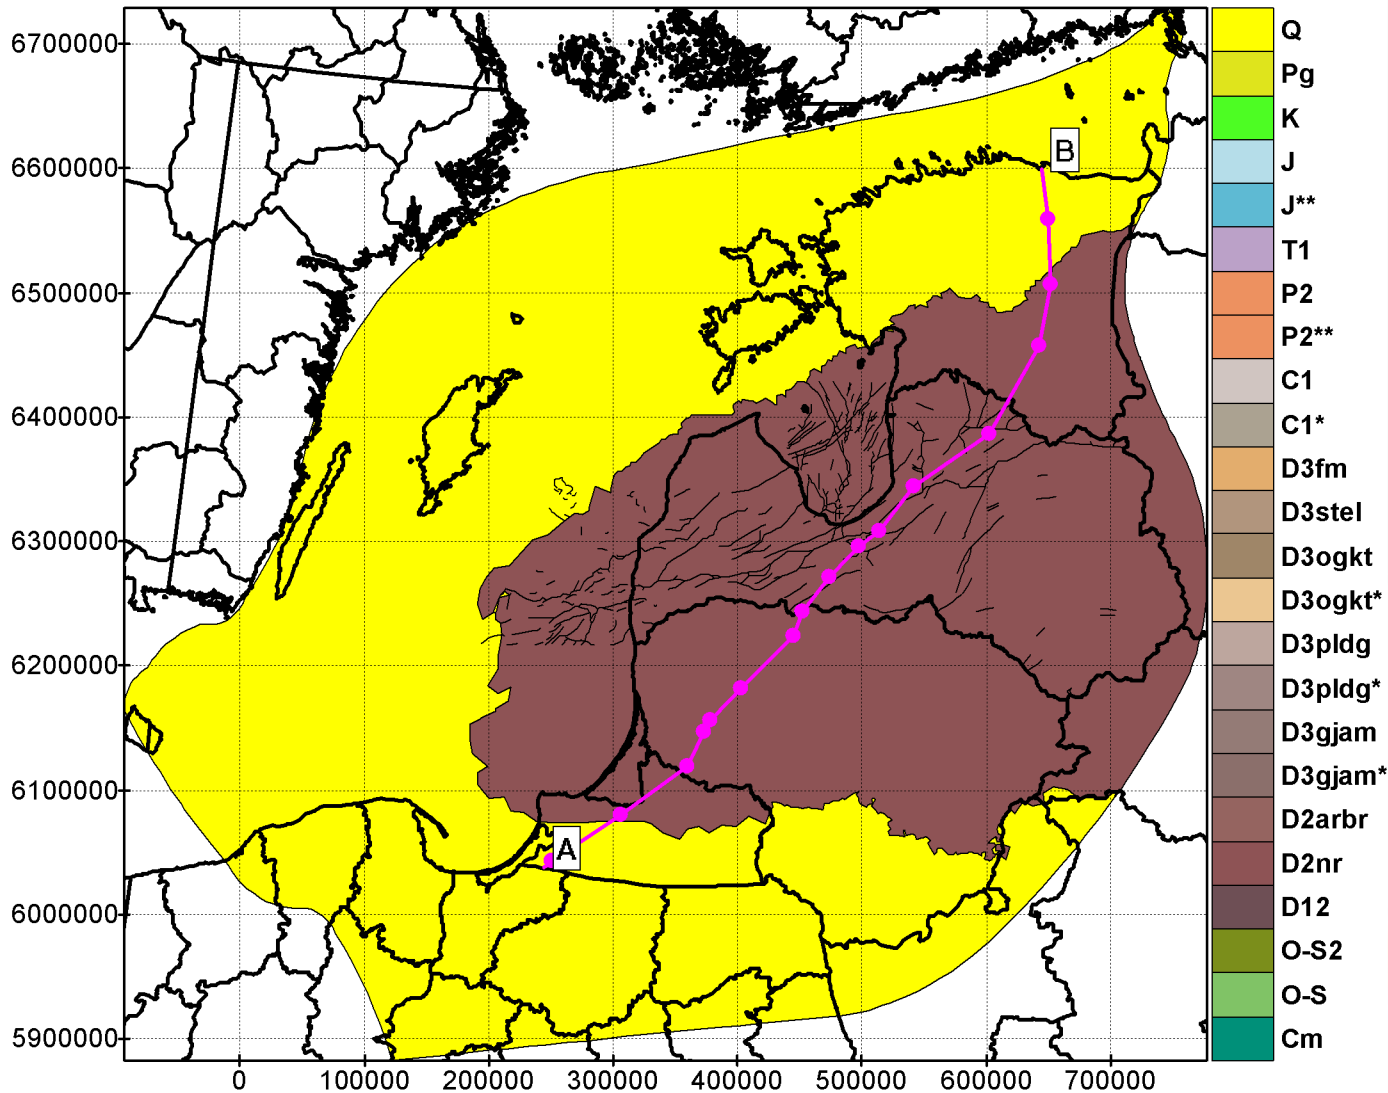 6700000
6600000
6500000
6400000
6300000
6200000
6100000
6000000
5900000
0 100000 200000 300000 400000 500000 600000 700000
B
A
Q
Pg
K
J
J**
T1
P2
P2**
C1
C1*
D3fm
D3stel
D3ogkt
D3ogkt*
D3pldg
D3pldg*
D3gjam
D3gjam*
D2arbr
D2nr
D12
O-S2
O-S
Cm